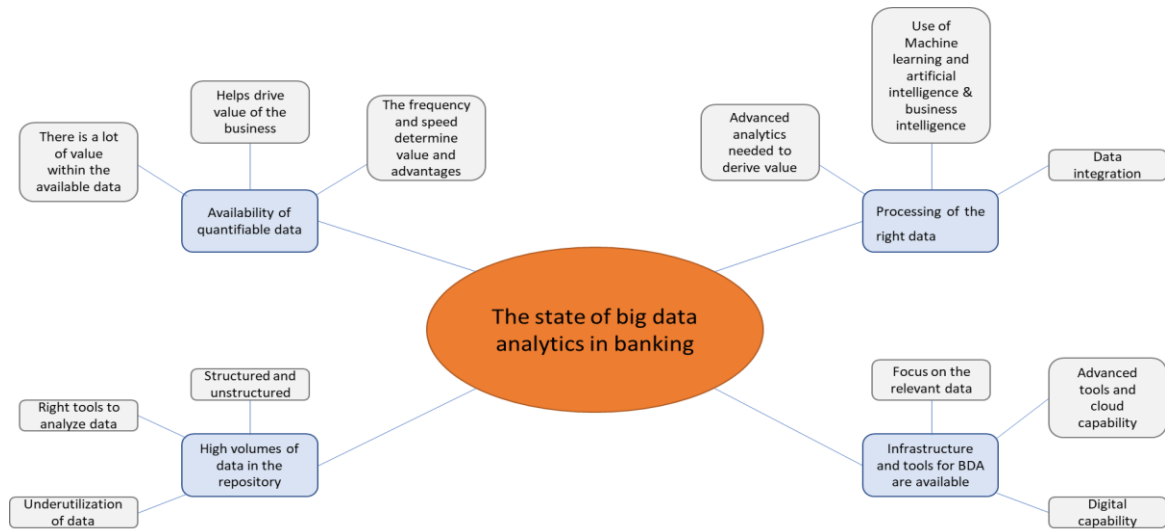 Helps drive
value of the
business
There is a lot
of value
within the
available data
The frequency
and speed
determine
value and
advantages
Availability of
quantifiable data
Use of
Machine
learning and
artificial
intelligence &
business
intelligence
Advanced
analytics
needed to
derive value
Data
integration
Processing of the
right data
The state of big data
analytics in banking
Structured and
unstructured
Right tools to
analyze data
High volumes of
data in the
repository
Underutilization
of data
Focus on the
relevant data
Advanced
tools and
cloud
capability
Infrastructure
and tools for BDA
are available
Digital
capability